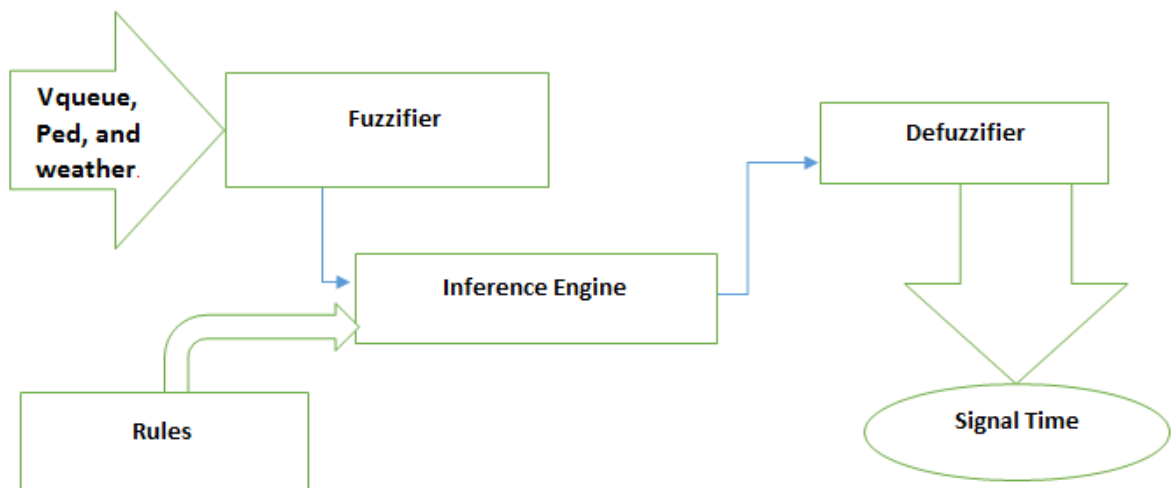 Vqueue,
Ped, and
weather.
Fuzzifier
Defuzzifier
Inference Engine
Rules
Signal Time